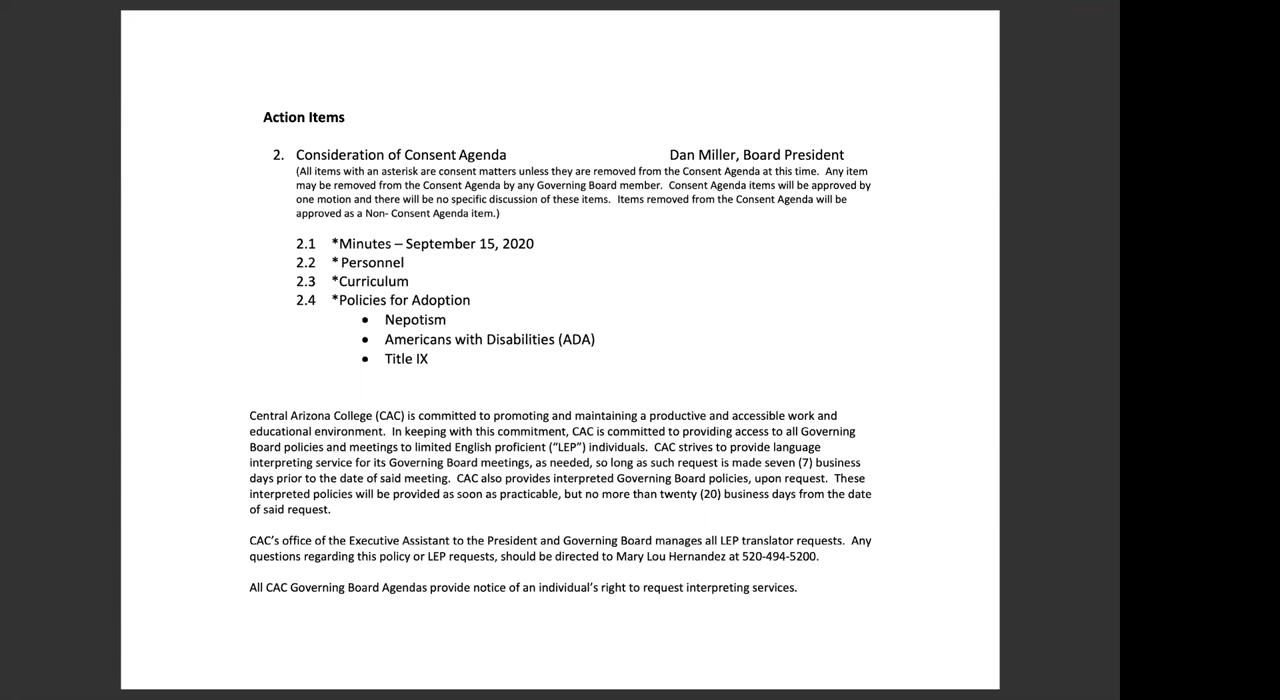 Action Items
2. Consideration of Consent Agenda Dan Miller, Board President
(All items with an asterisk are consent matters unless they are removed from the Consent Agenda at this time. Any item
may be removed from the Consent Agenda by any Governing Board member. Consent Agenda items will be approved by
one motion and there will be no specific discussion of these items. Items removed from the Consent Agenda will be
approved as a Non- Consent Agenda item.)
2.1 *Minutes – September 15, 2020
2.2 * Personnel
2.3 *Curriculum
2.4 *Policies for Adoption
• Nepotism
• Americans with Disabilities (ADA)
• Title IX
Central Arizona College (CAC) is committed to promoting and maintaining a productive and accessible work and
educational environment. In keeping with this commitment, CAC is committed to providing access to all Governing
Board policies and meetings to limited English proficient (“LEP”) individuals. CAC strives to provide language
interpreting service for its Governing Board meetings, as needed, so long as such request is made seven (7) business
days prior to the date of said meeting. CAC also provides interpreted Governing Board policies, upon request. These
interpreted policies will be provided as soon as practicable, but no more than twenty (20) business days from the date
of said request.
CAC’s office of the Executive Assistant to the President and Governing Board manages all LEP translator requests. Any
questions regarding this policy or LEP requests, should be directed to Mary Lou Hernandez at 520-494-5200.
All CAC Governing Board Agendas provide notice of an individual’s right to request interpreting services.